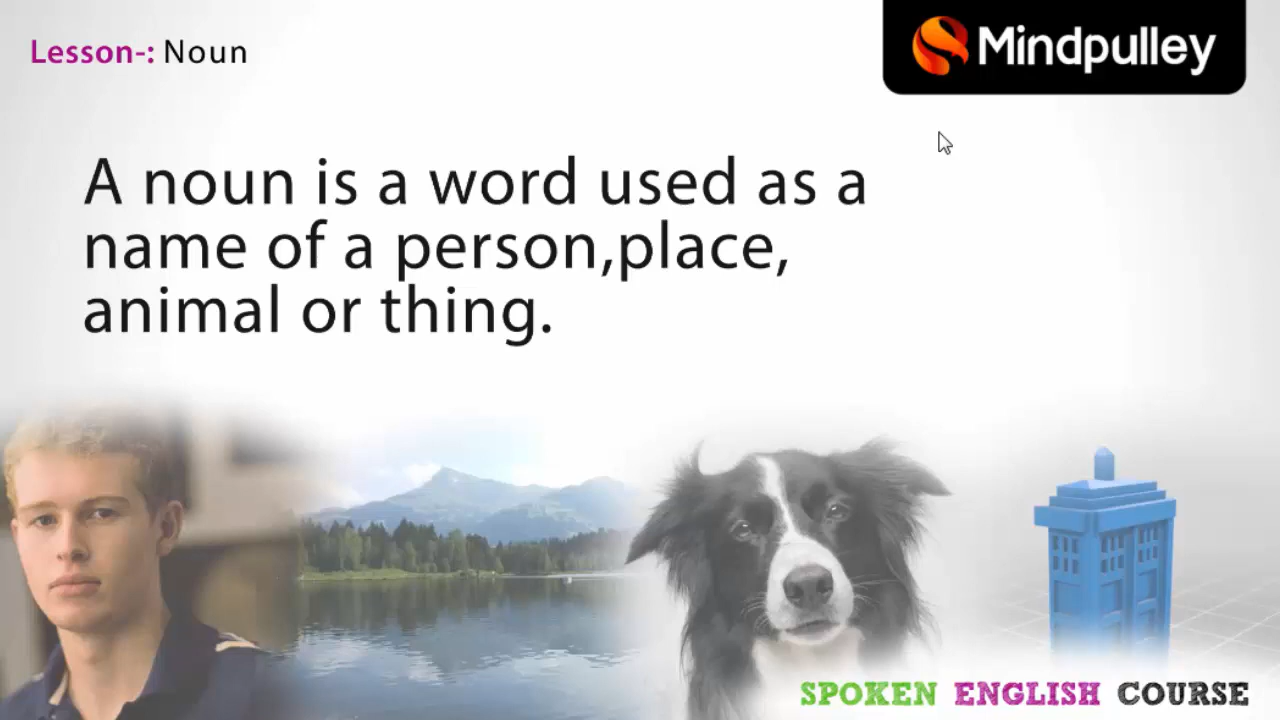 Lesson-: Noun
Mindpulley
A noun is a word used as a
name of a person,place,
animal or thing.
SPOKEN ENGLISH COURSE